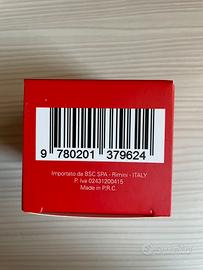 9 780201 379624
Importato da BSC SPA - Rimini - ITALY
P. Iva 02431200415
Made in P.R.C.